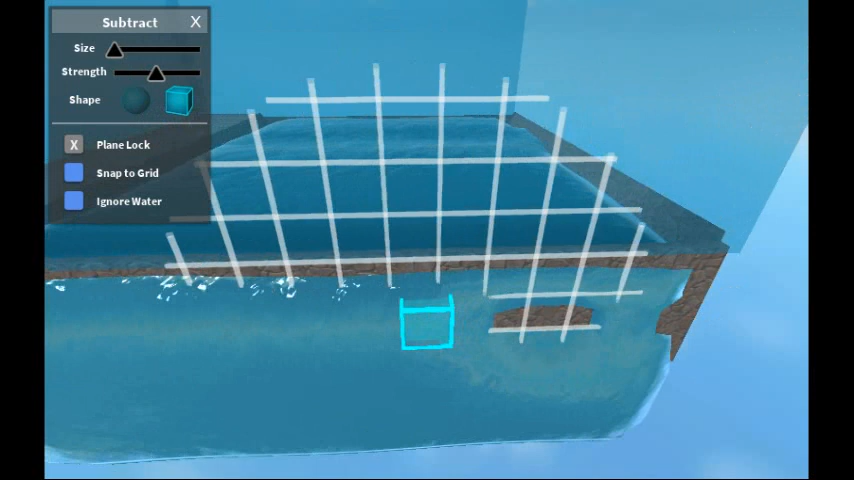 Subtract X
Size
Strength
Shape
X Plane Lock
Snap to Grid
Ignore Water